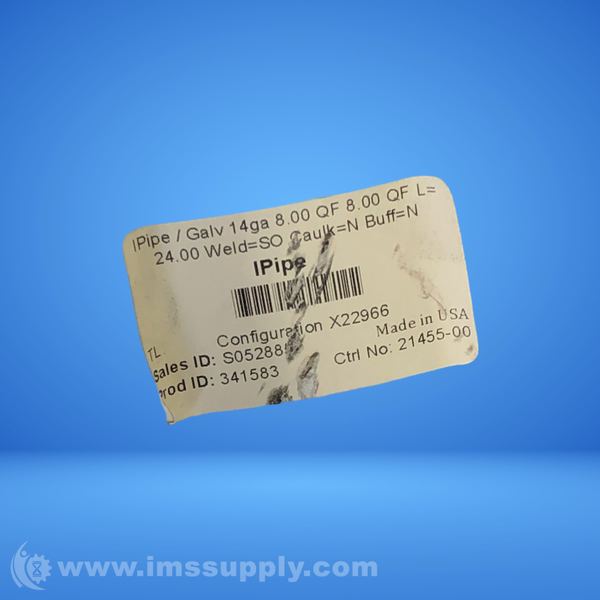 IPipe / Galv 14ga 8.00 QF 8.00 QF L=
24.00 Weld=SO Caulk=N Buff=N
IPipe
Configuration X22966
Made in USA
TL
Sales ID:
Ctrl No: 21455-00
Prod ID: 341583
www.imssupply.com